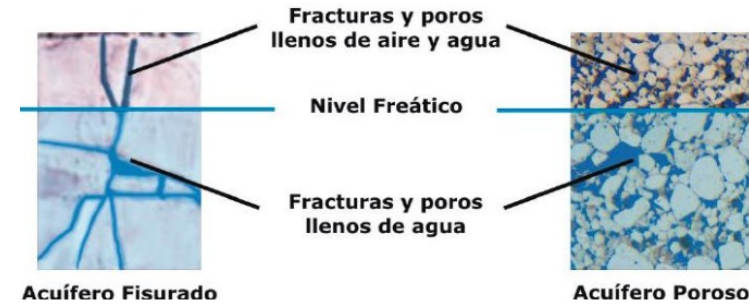 Fracturas y poros
llenos de aire y agua
Nivel Freático
Fracturas y poros
llenos de agua
Acuífero Fisurado
Acuífero Poroso